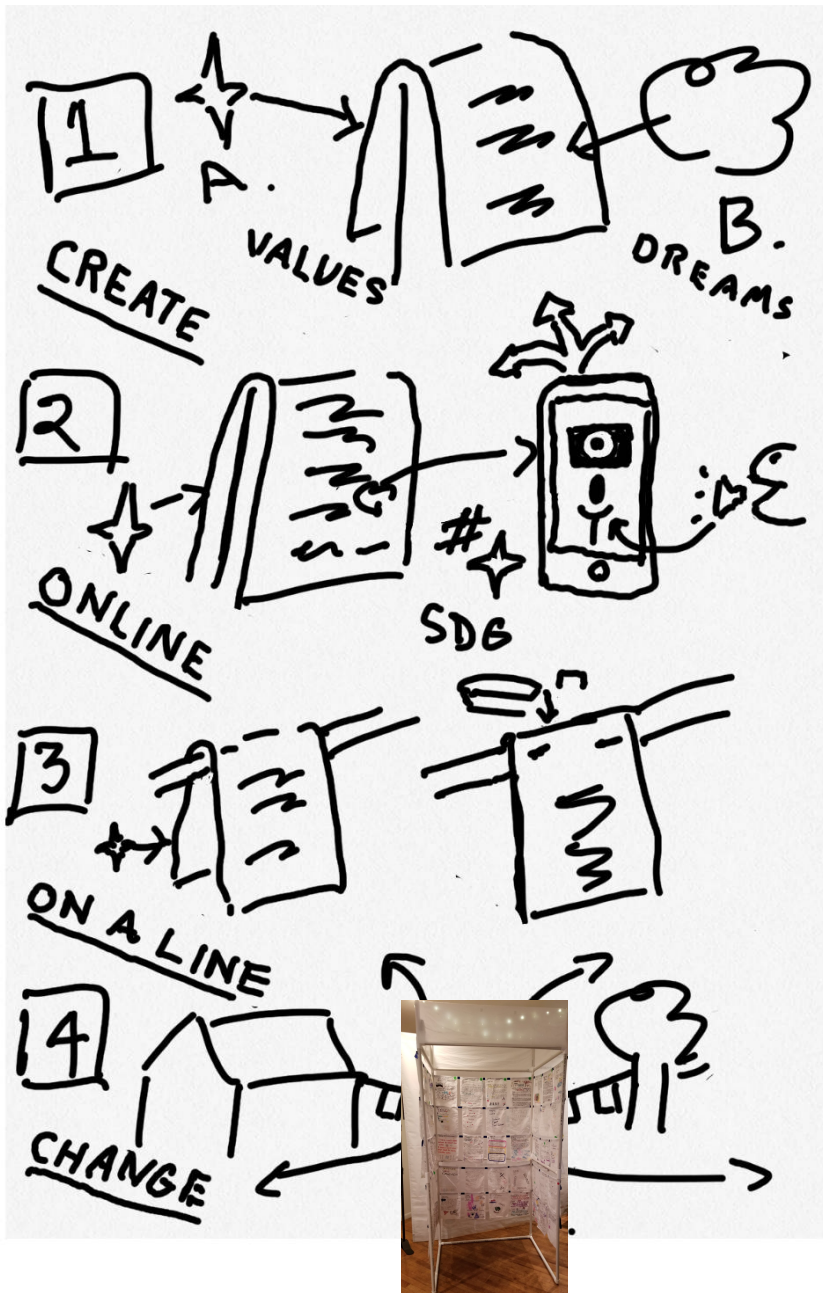 1
A.
VALUES
B.
DREAMS
CREATE
2
#
SDG
ONLINE
3
ON A LINE
4
CHANGE